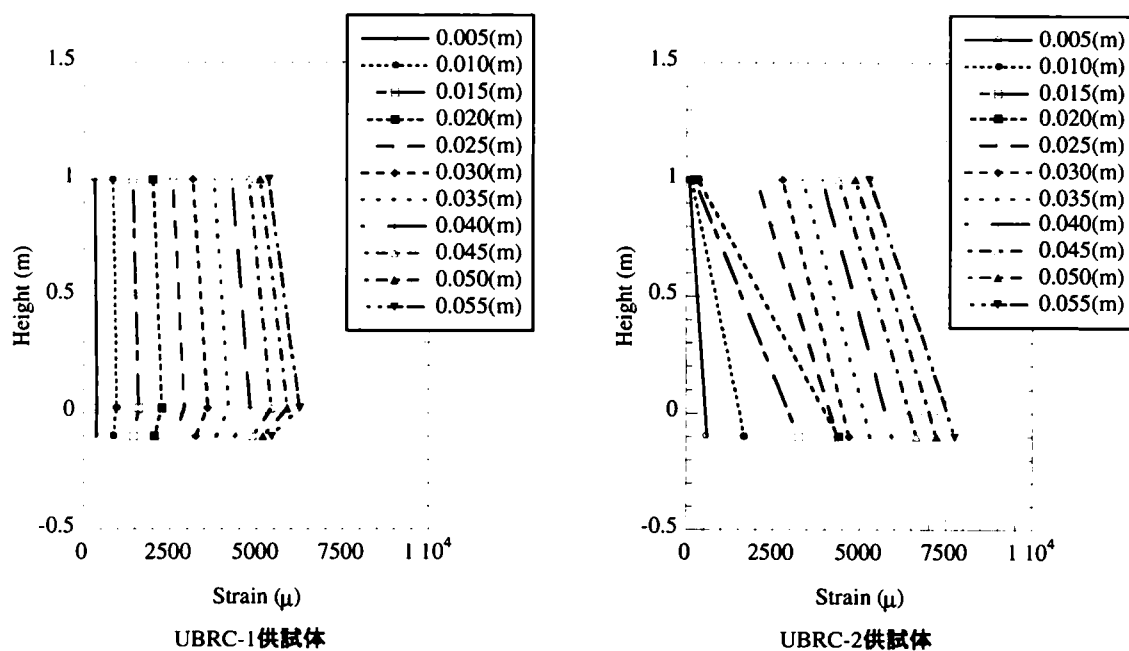 0.005(m)
0.010(m)
0.015(m)
0.020(m)
0.025(m)
0.030(m)
0.035(m)
0.040(m)
0.045(m)
0.050(m)
0.055(m)
1.5
1
0.5
0
-0.5
Height (m)
0 2500 5000 7500 1 10⁴
Strain (μ)
UBRC-1供試体
0.005(m)
0.010(m)
0.015(m)
0.020(m)
0.025(m)
0.030(m)
0.035(m)
0.040(m)
0.045(m)
0.050(m)
0.055(m)
1.5
1
0.5
0
-0.5
Height (m)
0 2500 5000 7500 1 10⁴
Strain (μ)
UBRC-2供試体